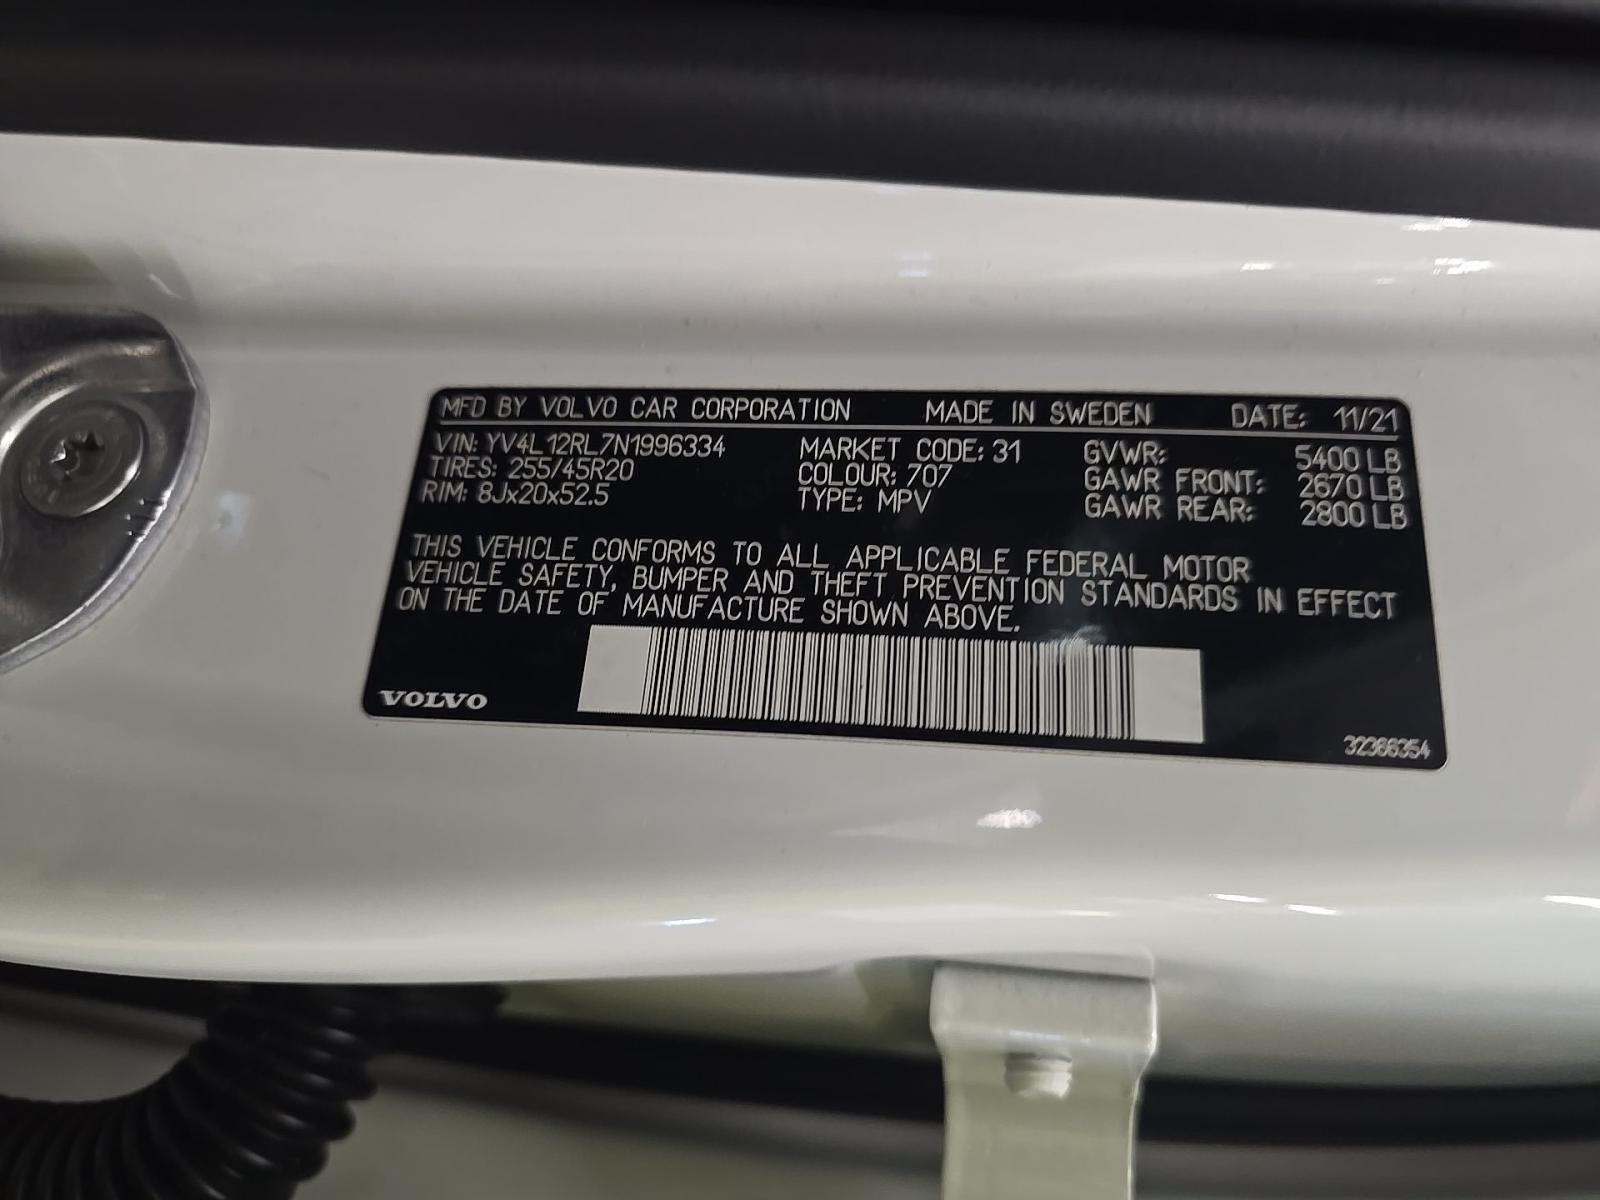 MFD BY VOLVO CAR CORPORATION MADE IN SWEDEN DATE: 11/21
VIN: YV4L12RL7N1996334 MARKET CODE: 31 GVWR: 5400 LB
TIRES: 255/45R20 COLOUR: 707 GAWR FRONT: 2670 LB
RIM: 8Jx20x52.5 TYPE: MPV GAWR REAR: 2800 LB
THIS VEHICLE CONFORMS TO ALL APPLICABLE FEDERAL MOTOR
VEHICLE SAFETY, BUMPER AND THEFT PREVENTION STANDARDS IN EFFECT
ON THE DATE OF MANUFACTURE SHOWN ABOVE.
VOLVO
32366354